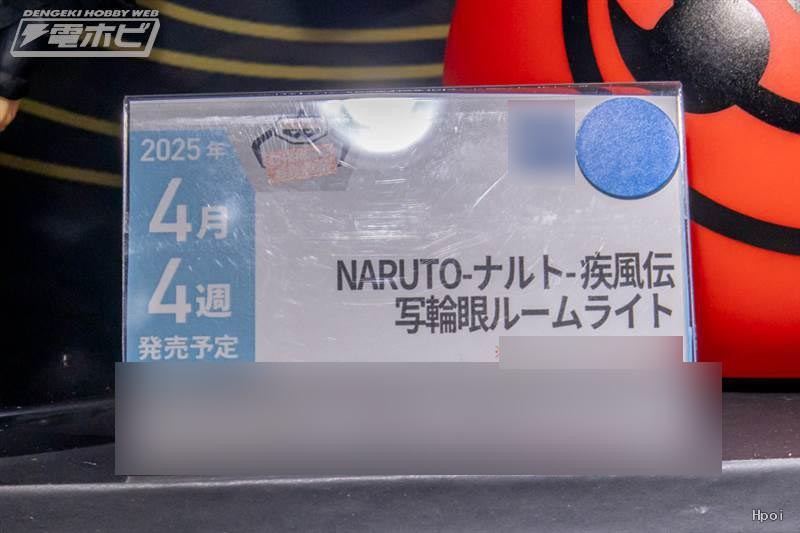 DENGEKI HOBBY WEB
電ホビ
2025年
4月
4週
発売予定
NARUTO-ナルト-疾風伝
写輪眼ルームライト
Hpoi